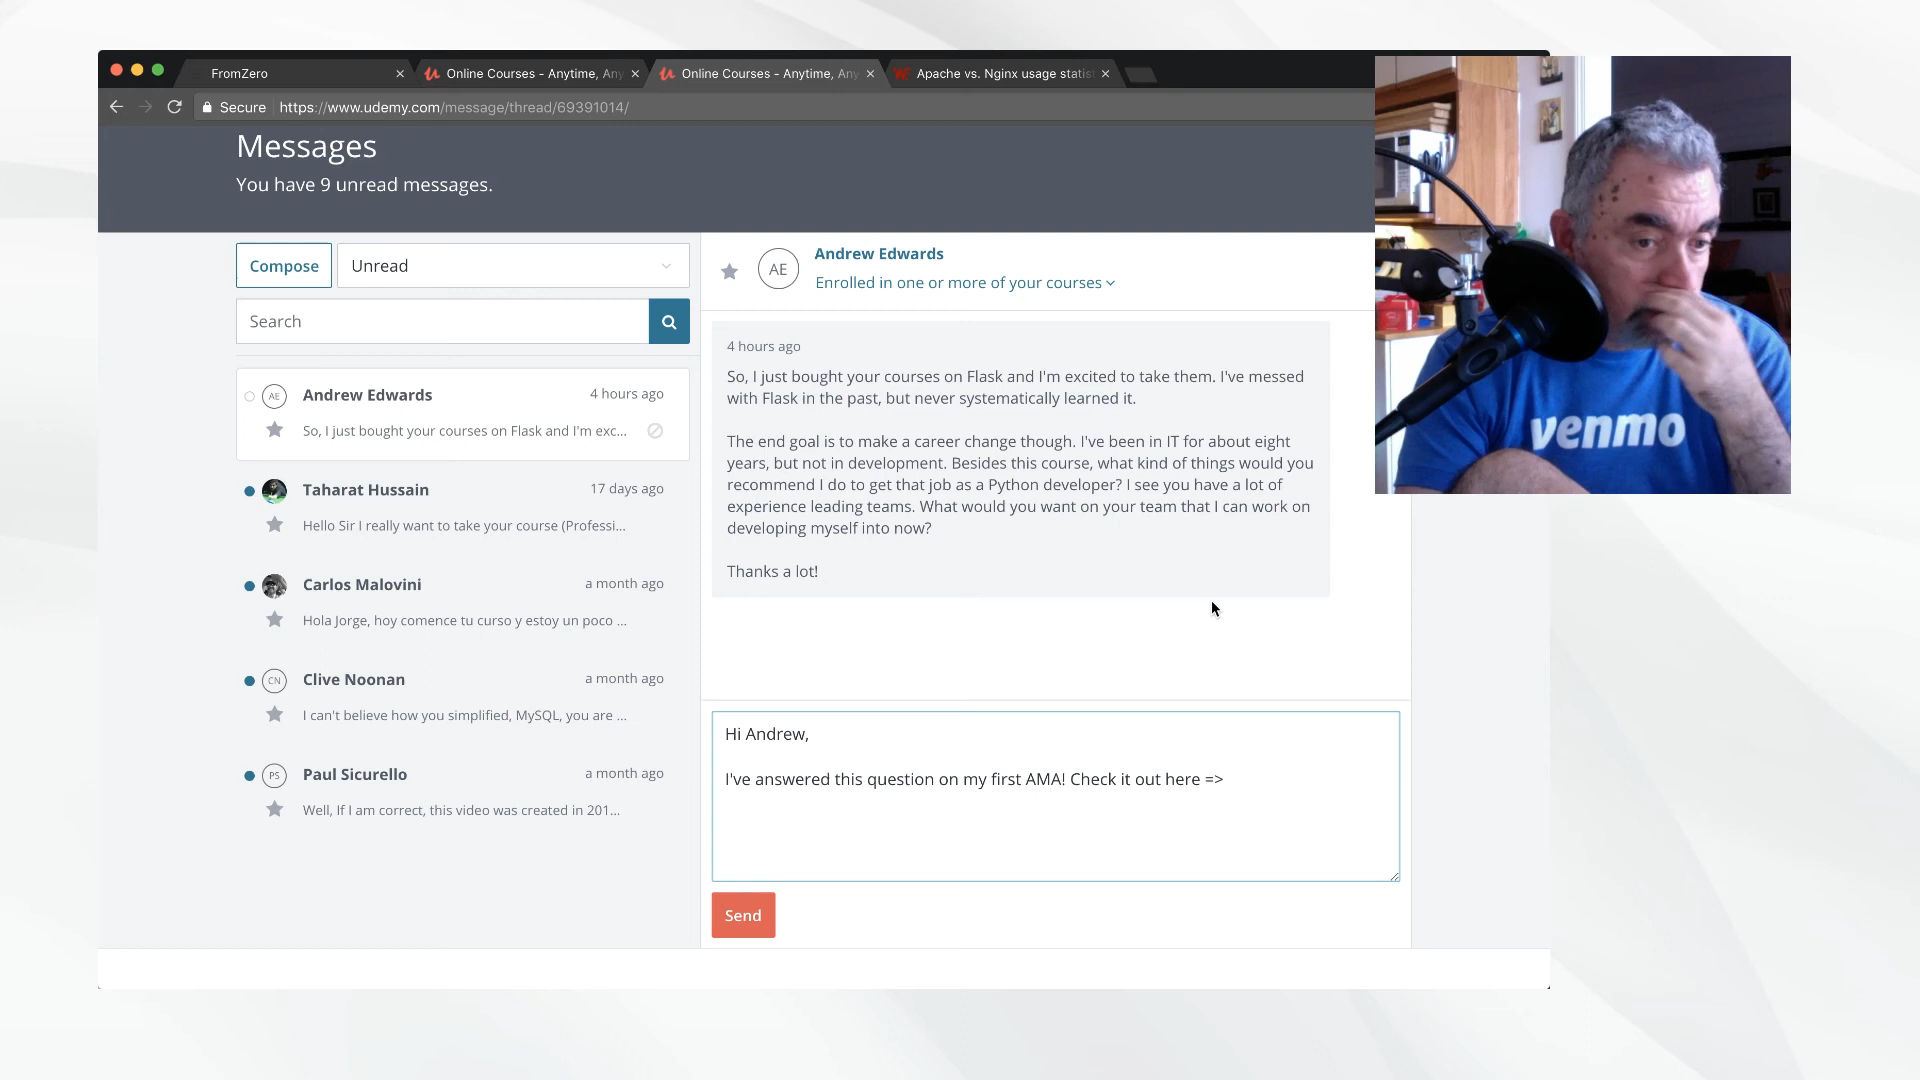 FromZero
Online Courses - Anytime, Any
Online Courses - Anytime, Any
Apache vs. Nginx usage statis
Secure https://www.udemy.com/message/thread/69391014/
Messages
You have 9 unread messages.
Compose
Unread
Search
AE
Andrew Edwards
4 hours ago
So, I just bought your courses on Flask and I'm exc...
Taharat Hussain
17 days ago
Hello Sir I really want to take your course (Professi...
Carlos Malovini
a month ago
Hola Jorge, hoy comence tu curso y estoy un poco ...
CN
Clive Noonan
a month ago
I can't believe how you simplified, MySQL, you are ...
PS
Paul Sicurello
a month ago
Well, If I am correct, this video was created in 201...
AE
Andrew Edwards
Enrolled in one or more of your courses
4 hours ago
So, I just bought your courses on Flask and I'm excited to take them. I've messed
with Flask in the past, but never systematically learned it.
The end goal is to make a career change though. I've been in IT for about eight
years, but not in development. Besides this course, what kind of things would you
recommend I do to get that job as a Python developer? I see you have a lot of
experience leading teams. What would you want on your team that I can work on
developing myself into now?
Thanks a lot!
Hi Andrew,
I've answered this question on my first AMA! Check it out here =>
Send
venmo